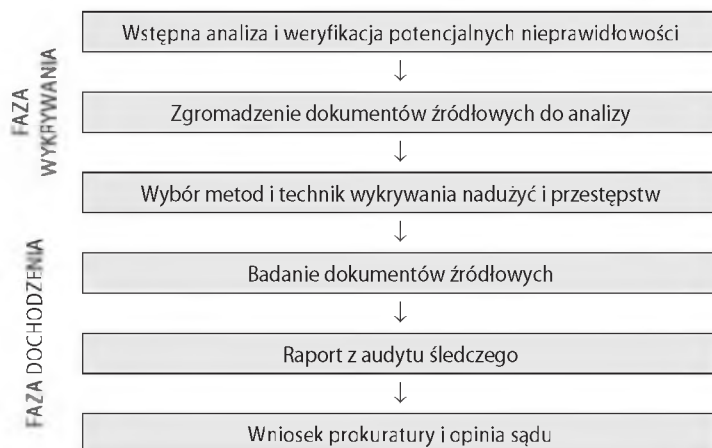 FAZA
WYKRYWANIA
Wstępna analiza i weryfikacja potencjalnych nieprawidłowości
↓
Zgromadzenie dokumentów źródłowych do analizy
↓
Wybór metod i technik wykrywania nadużyć i przestępstw
↓
FAZA DOCHODZENIA
Badanie dokumentów źródłowych
↓
Raport z audytu śledczego
↓
Wniosek prokuratury i opinia sądu